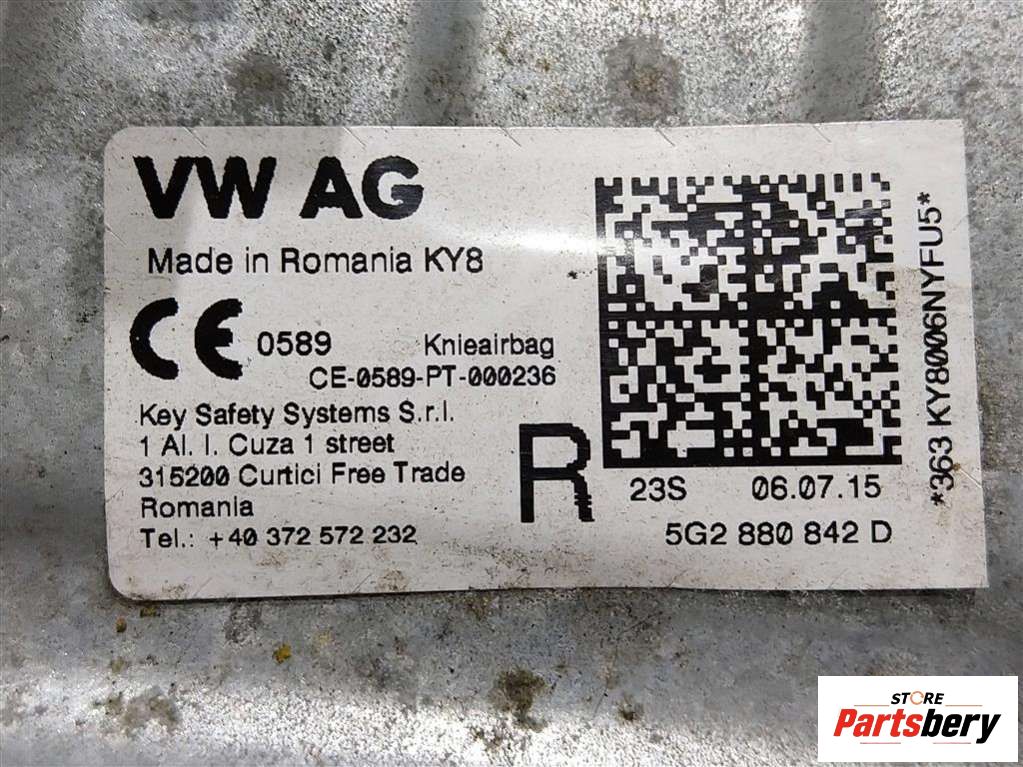 VW AG
Made in Romania KY8
CE 0589 Knieairbag
CE-0589-PT-000236
Key Safety Systems S.r.l.
1 Al. I. Cuza 1 street
315200 Curtici Free Trade
Romania
Tel.: +40 372 572 232
R
23S 06.07.15
5G2 880 842 D
*363 KY8006NYFU5*
STORE
Partsbery